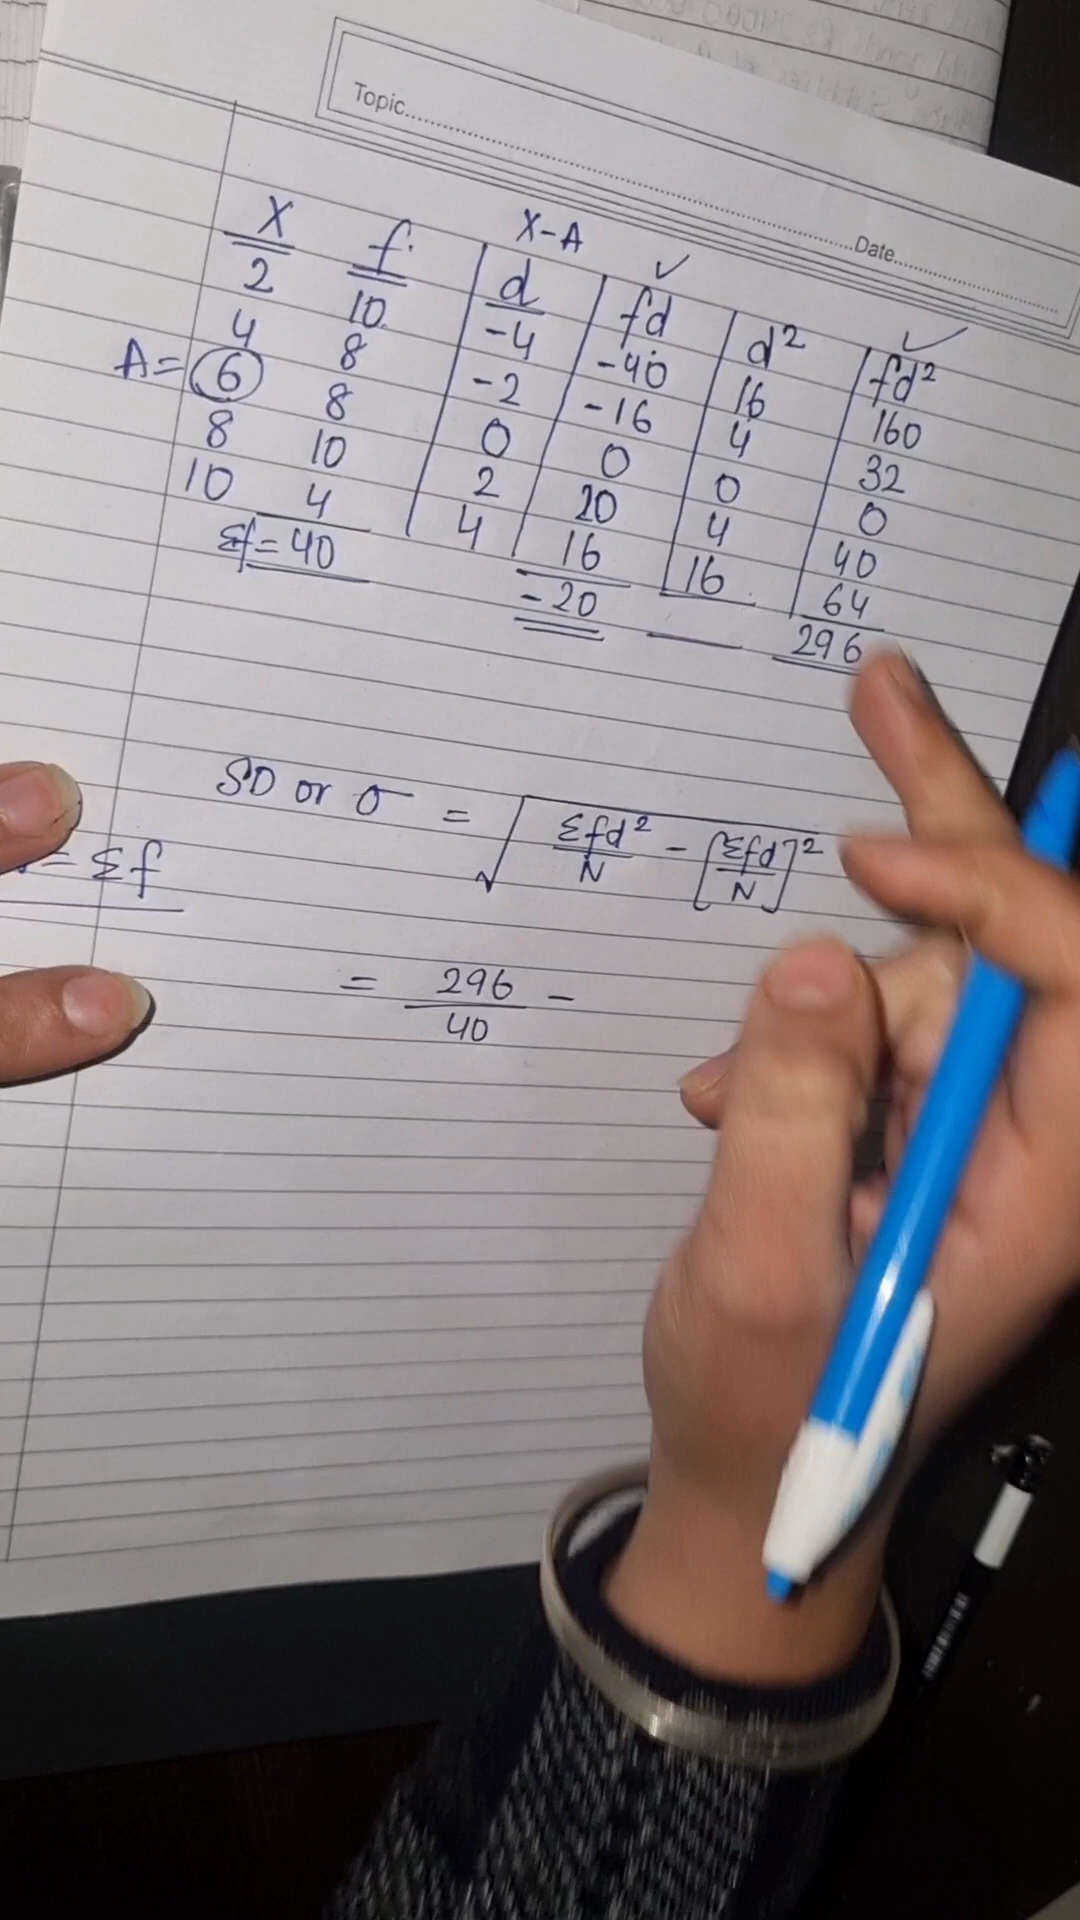 Topic
Date
X f. X-A d fd ✓ d² fd² ✓
2 10 -4 -40 16 160
4 8 -2 -16 4 32
A= 6 8 0 0 0 0
8 10 2 20 4 40
10 4 4 16 16 64
Σf=40 -20 296
SD or σ = √ Σfd²/N - [Σfd/N]²
= Σf
= 296/40 -